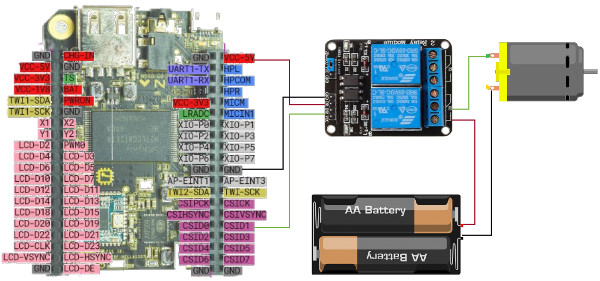 GND CHG-IN
VCC-5V GND
VCC-3V3 TS
VCC-1V8 BAT
TWI1-SDA PWRON
TWI1-SCK GND
X1 X2
Y1 Y2
LCD-D2 PWM0
LCD-D4 LCD-D3
LCD-D6 LCD-D5
LCD-D10 LCD-D7
LCD-D12 LCD-D11
LCD-D14 LCD-D13
LCD-D18 LCD-D15
LCD-D20 LCD-D19
LCD-D22 LCD-D21
LCD-CLK LCD-D23
LCD-VSYNC LCD-HSYNC
GND LCD-DE
GND VCC-5V
UART1-TX HPL
UART1-RX HPCOM
HPR
VCC-3V3 MICM
LRADC MICIN1
XIO-P0 XIO-P1
XIO-P2 XIO-P3
XIO-P4 XIO-P5
XIO-P6 XIO-P7
GND GND
AP-EINT1 AP-EINT3
TWI2-SDA TWI-SCK
CSIPCK CSICK
CSIHSYNC CSIVSYNC
CSID0 CSID1
CSID2 CSID3
CSID4 CSID5
CSID6 CSID7
GND GND
2 Relay Module
AA Battery
AA Battery